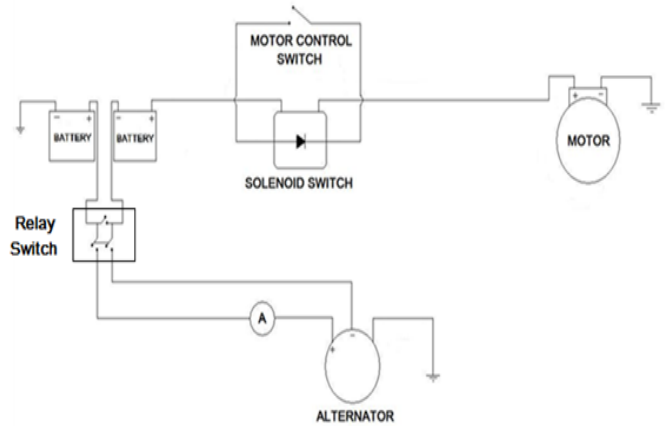 MOTOR CONTROL
SWITCH
- +
BATTERY
- +
BATTERY
SOLENOID SWITCH
+ -
MOTOR
Relay
Switch
A
+ -
ALTERNATOR